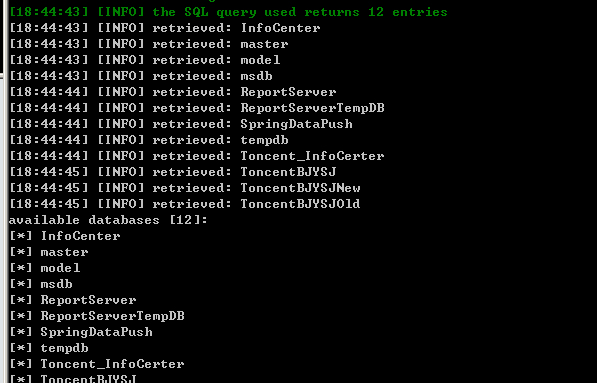 [18:44:43] [INFO] the SQL query used returns 12 entries
[18:44:43] [INFO] retrieved: InfoCenter
[18:44:43] [INFO] retrieved: master
[18:44:43] [INFO] retrieved: model
[18:44:43] [INFO] retrieved: msdb
[18:44:44] [INFO] retrieved: ReportServer
[18:44:44] [INFO] retrieved: ReportServerTempDB
[18:44:44] [INFO] retrieved: SpringDataPush
[18:44:44] [INFO] retrieved: tempdb
[18:44:44] [INFO] retrieved: Toncent_InfoCerter
[18:44:45] [INFO] retrieved: ToncentBJYSJ
[18:44:45] [INFO] retrieved: ToncentBJYSJNew
[18:44:45] [INFO] retrieved: ToncentBJYSJOld
available databases [12]:
[*] InfoCenter
[*] master
[*] model
[*] msdb
[*] ReportServer
[*] ReportServerTempDB
[*] SpringDataPush
[*] tempdb
[*] Toncent_InfoCerter
[*] ToncentBJYSJ